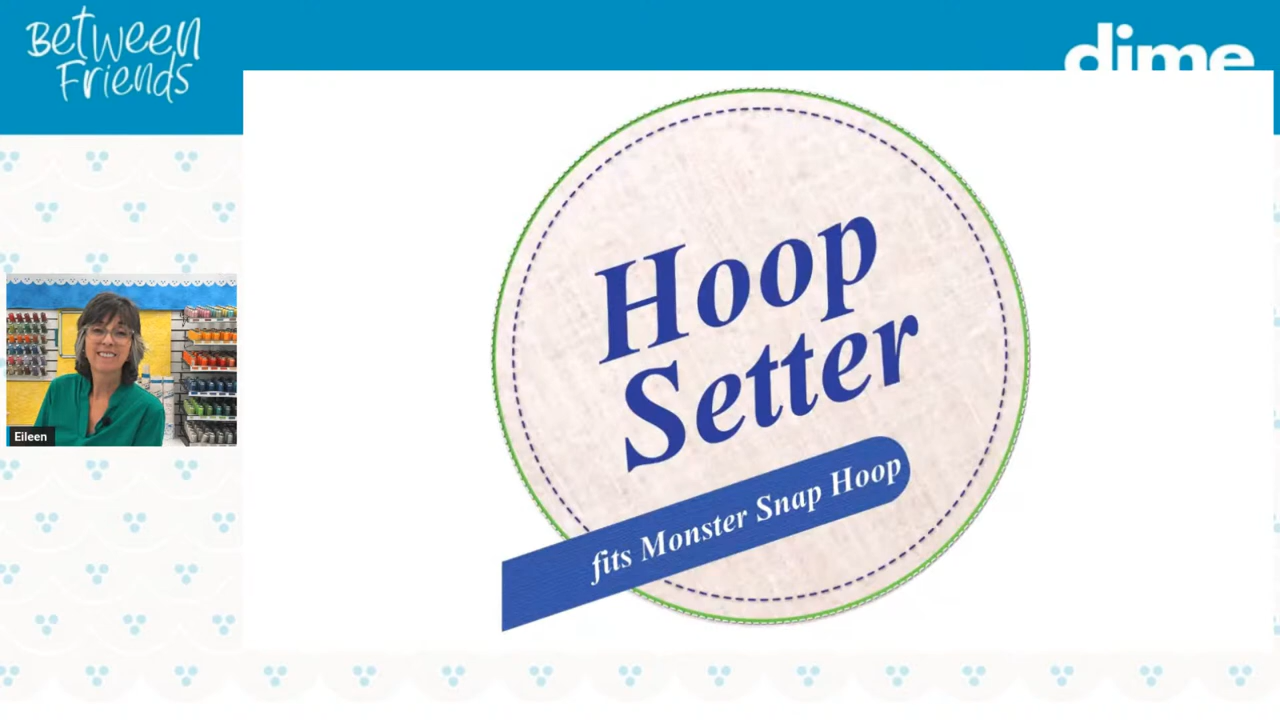 Between
Friends
dime
Hoop
Setter
fits Monster Snap Hoop
Eileen